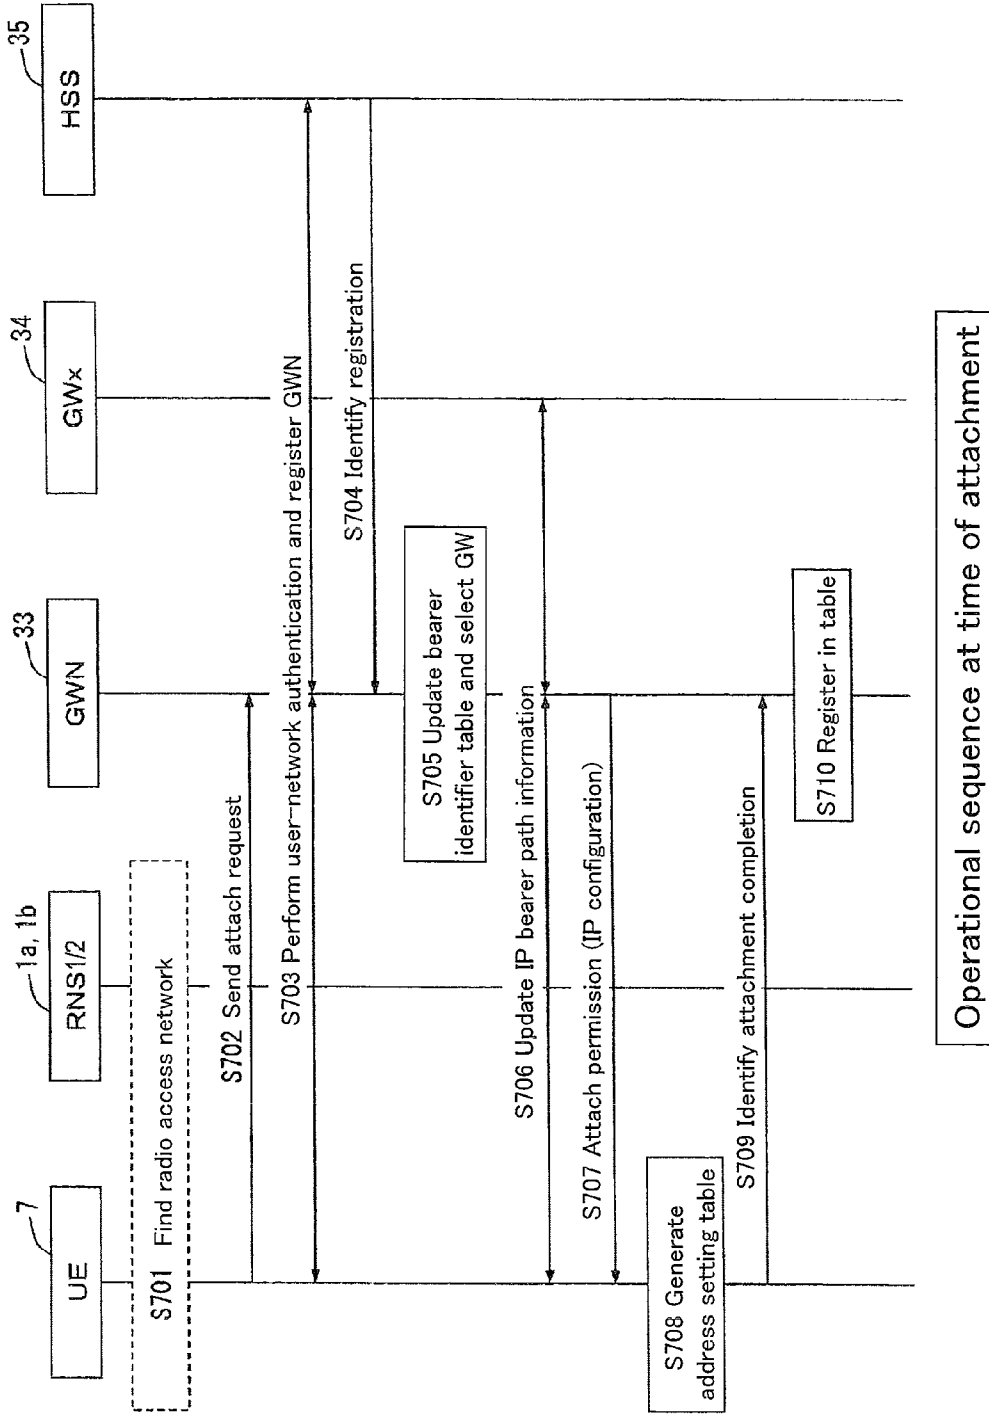 7
1a, 1b
33
34
35
UE
RNS1/2
GWN
GWx
HSS
S701 Find radio access network
S702 Send attach request
S703 Perform user-network authentication and register GWN
S704 Identify registration
S705 Update bearer
identifier table and select GW
S706 Update IP bearer path information
S707 Attach permission (IP configuration)
S708 Generate
address setting table
S709 Identify attachment completion
S710 Register in table
Operational sequence at time of attachment